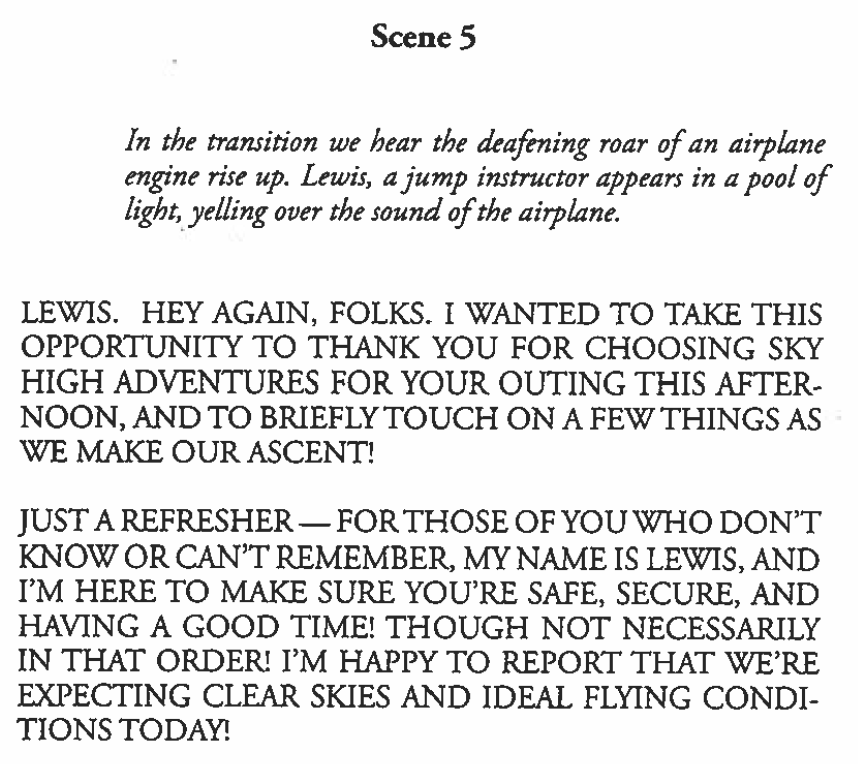 Scene 5
In the transition we hear the deafening roar of an airplane
engine rise up. Lewis, a jump instructor appears in a pool of
light, yelling over the sound of the airplane.
LEWIS. HEY AGAIN, FOLKS. I WANTED TO TAKE THIS
OPPORTUNITY TO THANK YOU FOR CHOOSING SKY
HIGH ADVENTURES FOR YOUR OUTING THIS AFTER-
NOON, AND TO BRIEFLY TOUCH ON A FEW THINGS AS
WE MAKE OUR ASCENT!
JUST A REFRESHER — FOR THOSE OF YOU WHO DON'T
KNOW OR CAN'T REMEMBER, MY NAME IS LEWIS, AND
I'M HERE TO MAKE SURE YOU'RE SAFE, SECURE, AND
HAVING A GOOD TIME! THOUGH NOT NECESSARILY
IN THAT ORDER! I'M HAPPY TO REPORT THAT WE'RE
EXPECTING CLEAR SKIES AND IDEAL FLYING CONDI-
TIONS TODAY!